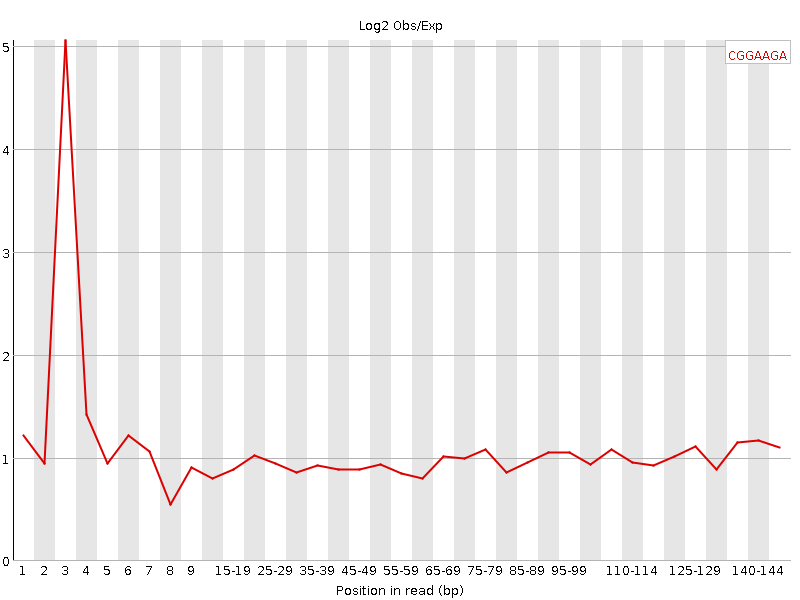 Log2 Obs/Exp
CGGAAGA
5
4
3
2
1
0
1 2 3 4 5 6 7 8 9 15-19 25-29 35-39 45-49 55-59 65-69 75-79 85-89 95-99 110-114 125-129 140-144
Position in read (bp)